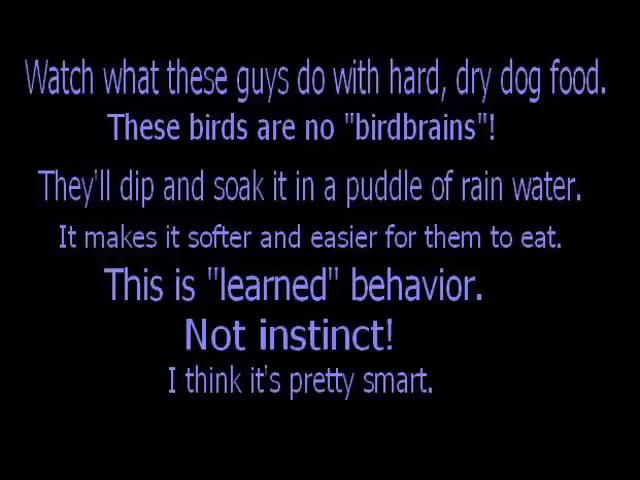 Watch what these guys do with hard, dry dog food.
These birds are no "birdbrains"!
They'll dip and soak it in a puddle of rain water.
It makes it softer and easier for them to eat.
This is "learned" behavior.
Not instinct!
I think it's pretty smart.